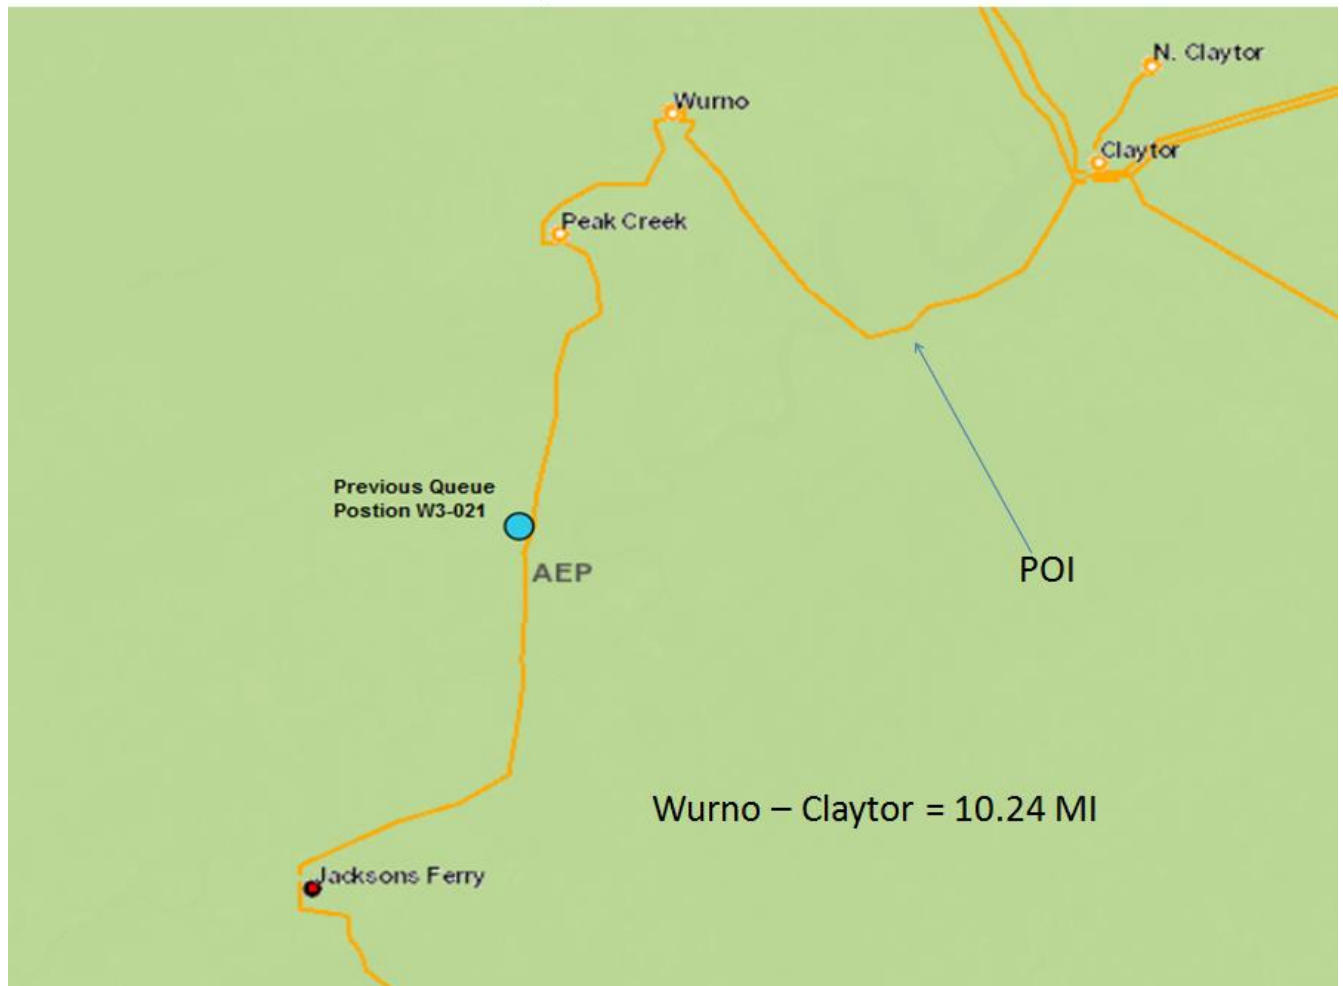 N. Claytor
Wurno
Claytor
Peak Creek
Previous Queue
Postion W3-021
AEP
POI
Wurno – Claytor = 10.24 MI
Jacksons Ferry